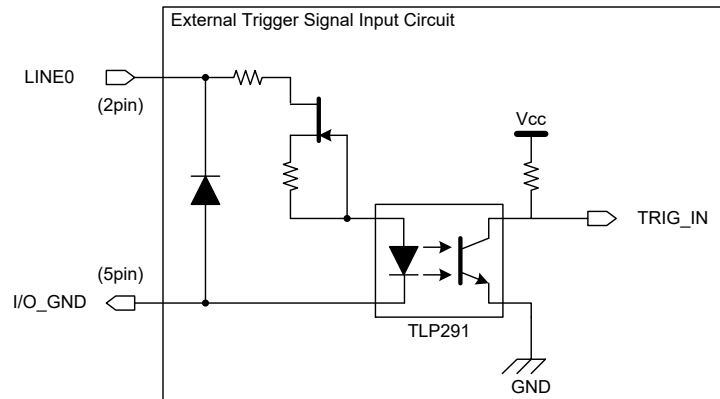 External Trigger Signal Input Circuit
LINE0
(2pin)
Vcc
TRIG_IN
(5pin)
I/O_GND
TLP291
GND